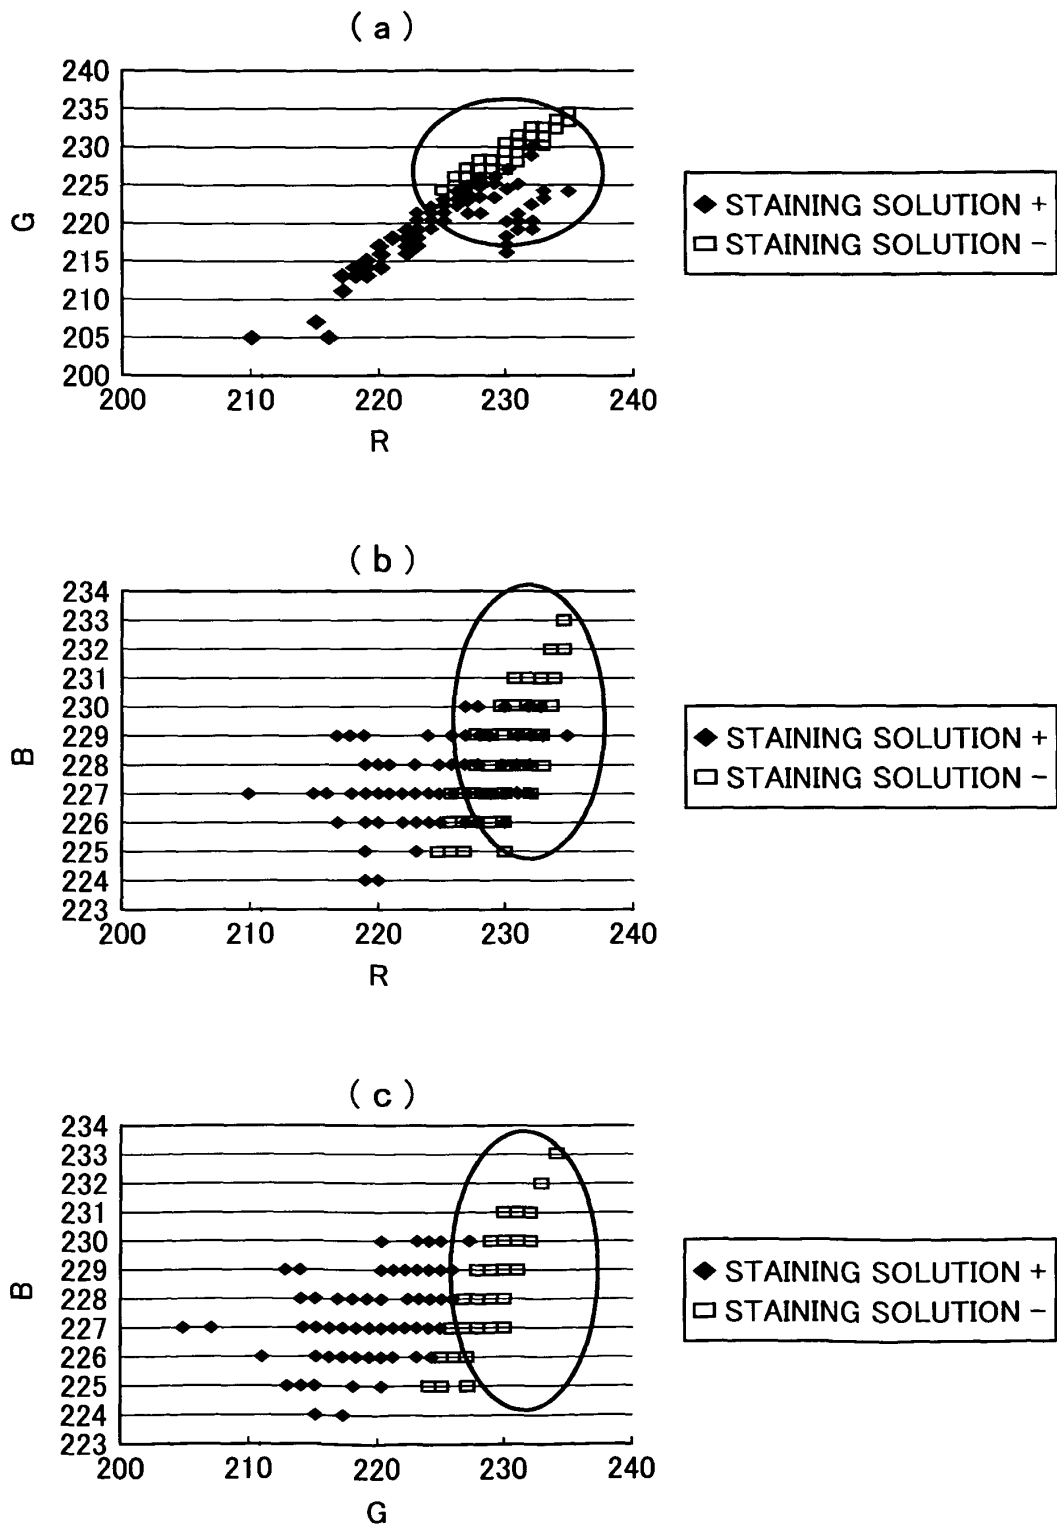 ( a )
240
235
230
225
220
215
210
205
200
G
200 210 220 230 240
R
◆ STAINING SOLUTION +
□ STAINING SOLUTION −
( b )
234
233
232
231
230
229
228
227
226
225
224
223
B
200 210 220 230 240
R
◆ STAINING SOLUTION +
□ STAINING SOLUTION −
( c )
234
233
232
231
230
229
228
227
226
225
224
223
B
200 210 220 230 240
G
◆ STAINING SOLUTION +
□ STAINING SOLUTION −